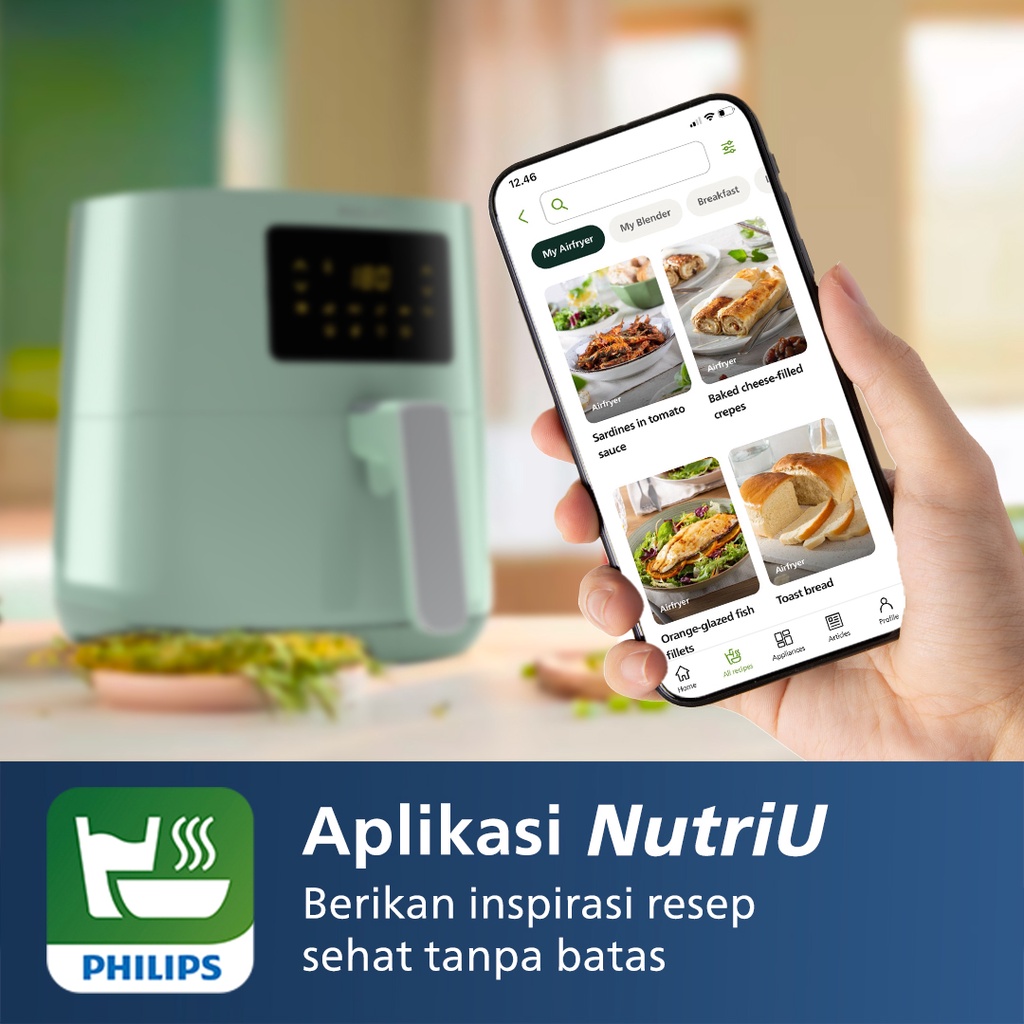 12.46
My Airfryer
My Blender
Breakfast
Airfryer
Sardines in tomato
sauce
Airfryer
Baked cheese-filled
crepes
Airfryer
Orange-glazed fish
fillets
Airfryer
Toast bread
Home
All recipes
Appliances
Articles
Profile
180
Aplikasi NutriU
Berikan inspirasi resep
sehat tanpa batas
PHILIPS